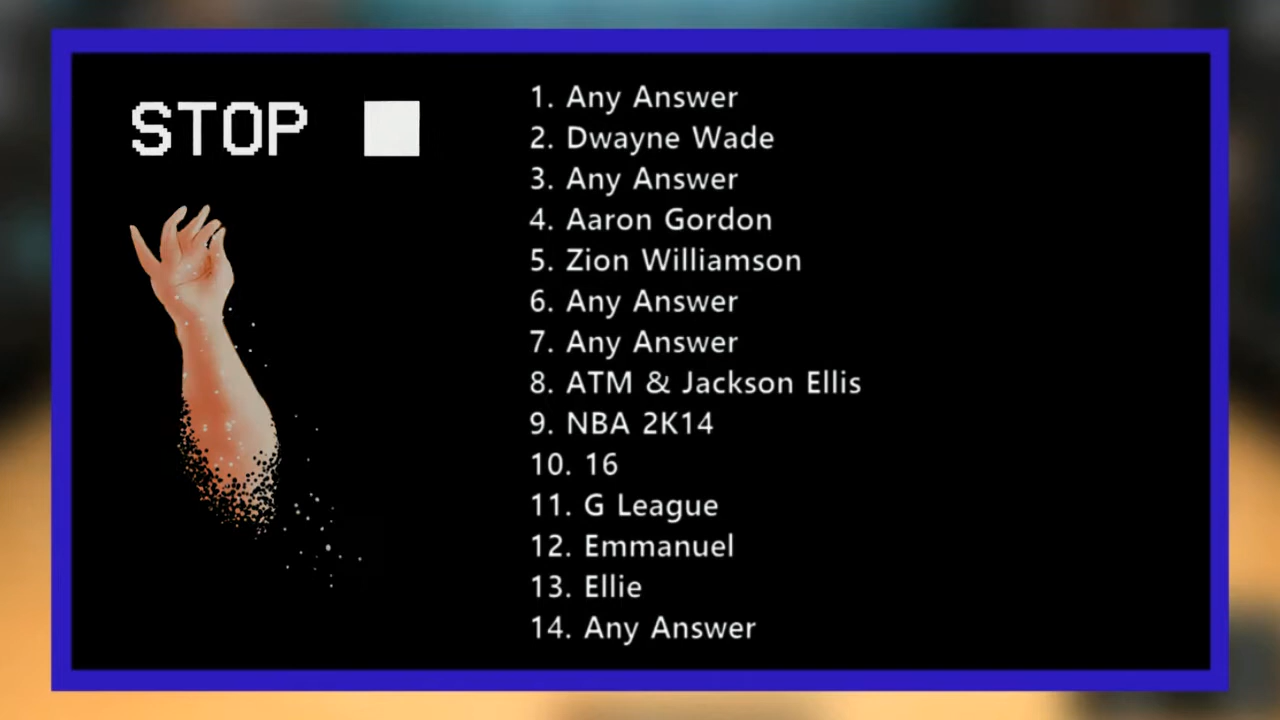 STOP
1. Any Answer
2. Dwayne Wade
3. Any Answer
4. Aaron Gordon
5. Zion Williamson
6. Any Answer
7. Any Answer
8. ATM & Jackson Ellis
9. NBA 2K14
10. 16
11. G League
12. Emmanuel
13. Ellie
14. Any Answer